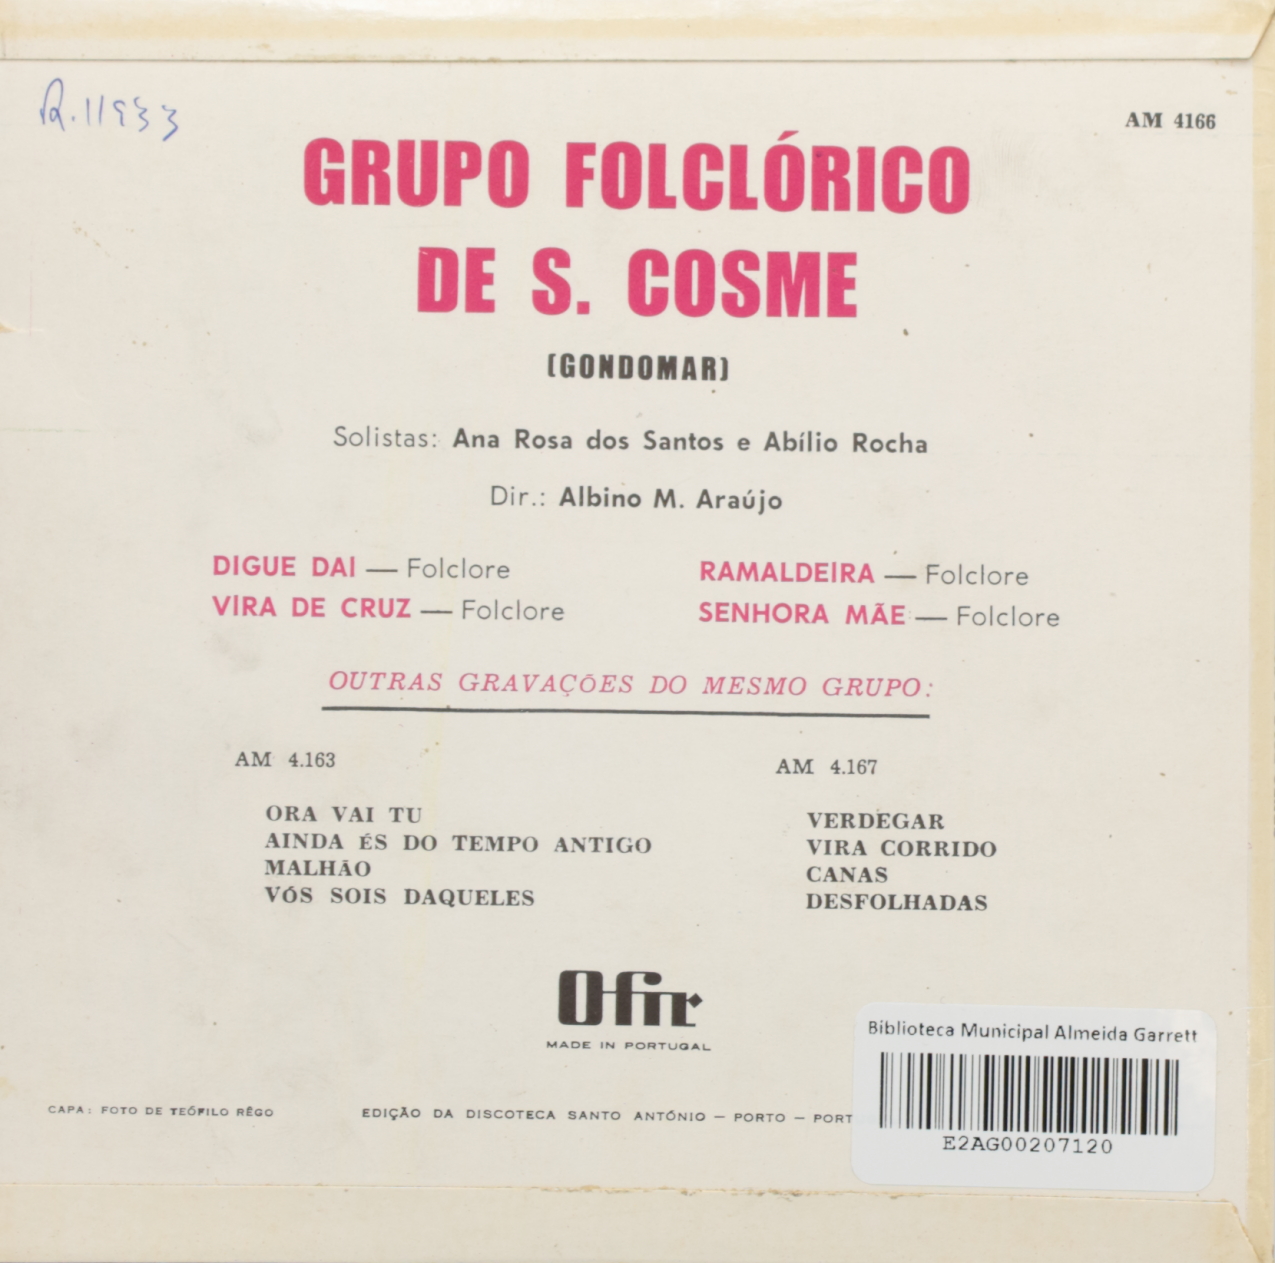 R.11933
AM 4166
GRUPO FOLCLÓRICO
DE S. COSME
(GONDOMAR)
Solistas: Ana Rosa dos Santos e Abílio Rocha
Dir.: Albino M. Araújo
DIGUE DAI — Folclore
VIRA DE CRUZ — Folclore
RAMALDEIRA — Folclore
SENHORA MÃE — Folclore
OUTRAS GRAVAÇÕES DO MESMO GRUPO:
AM 4.163
ORA VAI TU
AINDA ÉS DO TEMPO ANTIGO
MALHÃO
VÓS SOIS DAQUELES
AM 4.167
VERDEGAR
VIRA CORRIDO
CANAS
DESFOLHADAS
Ofir
MADE IN PORTUGAL
CAPA: FOTO DE TEÓFILO RÊGO
EDIÇÃO DA DISCOTECA SANTO ANTÓNIO — PORTO — PORT
Biblioteca Municipal Almeida Garrett
E2AG00207120